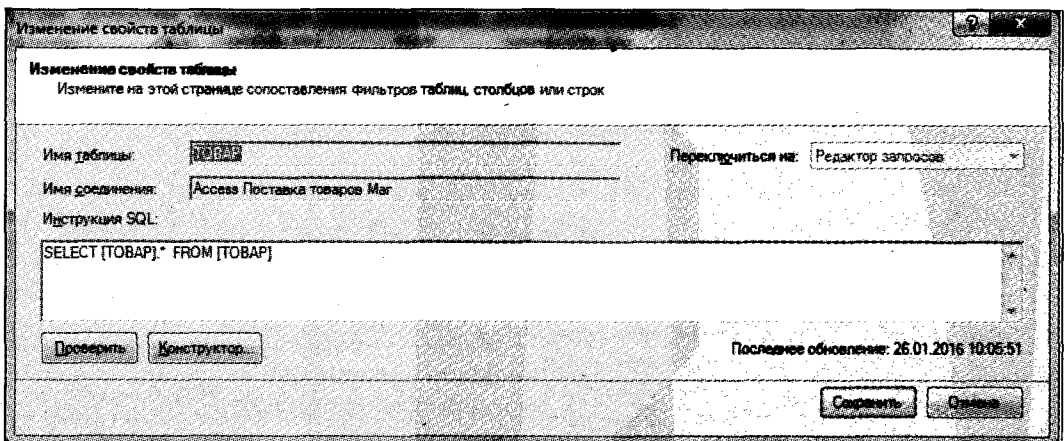 Изменение свойств таблицы
Изменение свойств таблицы
Измените на этой странице сопоставления фильтров таблиц, столбцов или строк
Имя таблицы: ТОВАР
Переключиться на: Редактор запросов
Имя соединения: Access Поставка товаров Маг
Инструкция SQL:
SELECT [ТОВАР].* FROM [ТОВАР]
Проверить Конструктор...
Последнее обновление: 26.01.2016 10:05:51
Сохранить Отмена